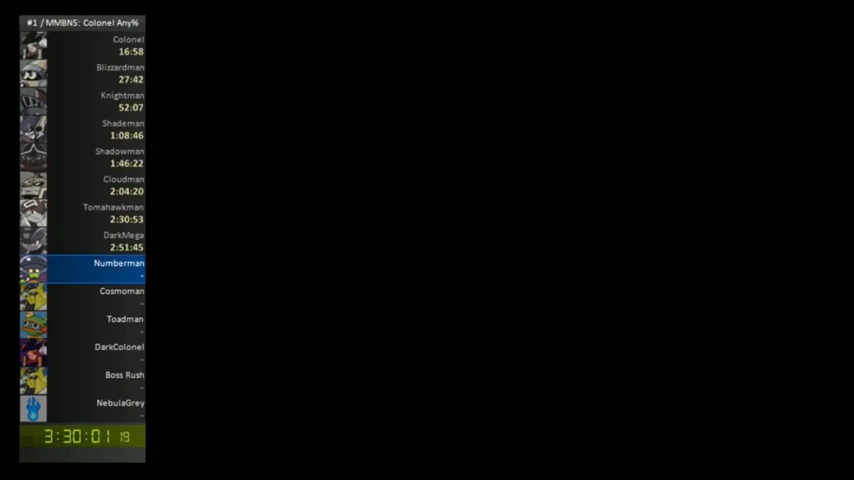 #1 / MMBN5: Colonel Any%
Colonel
16:58
Blizzardman
27:42
Knightman
52:07
Shademan
1:08:46
Shadowman
1:46:22
Cloudman
2:04:20
Tomahawkman
2:30:53
DarkMega
2:51:45
Numberman
-
Cosmoman
-
Toadman
-
DarkColonel
-
Boss Rush
-
NebulaGrey
-
3:30:01 19